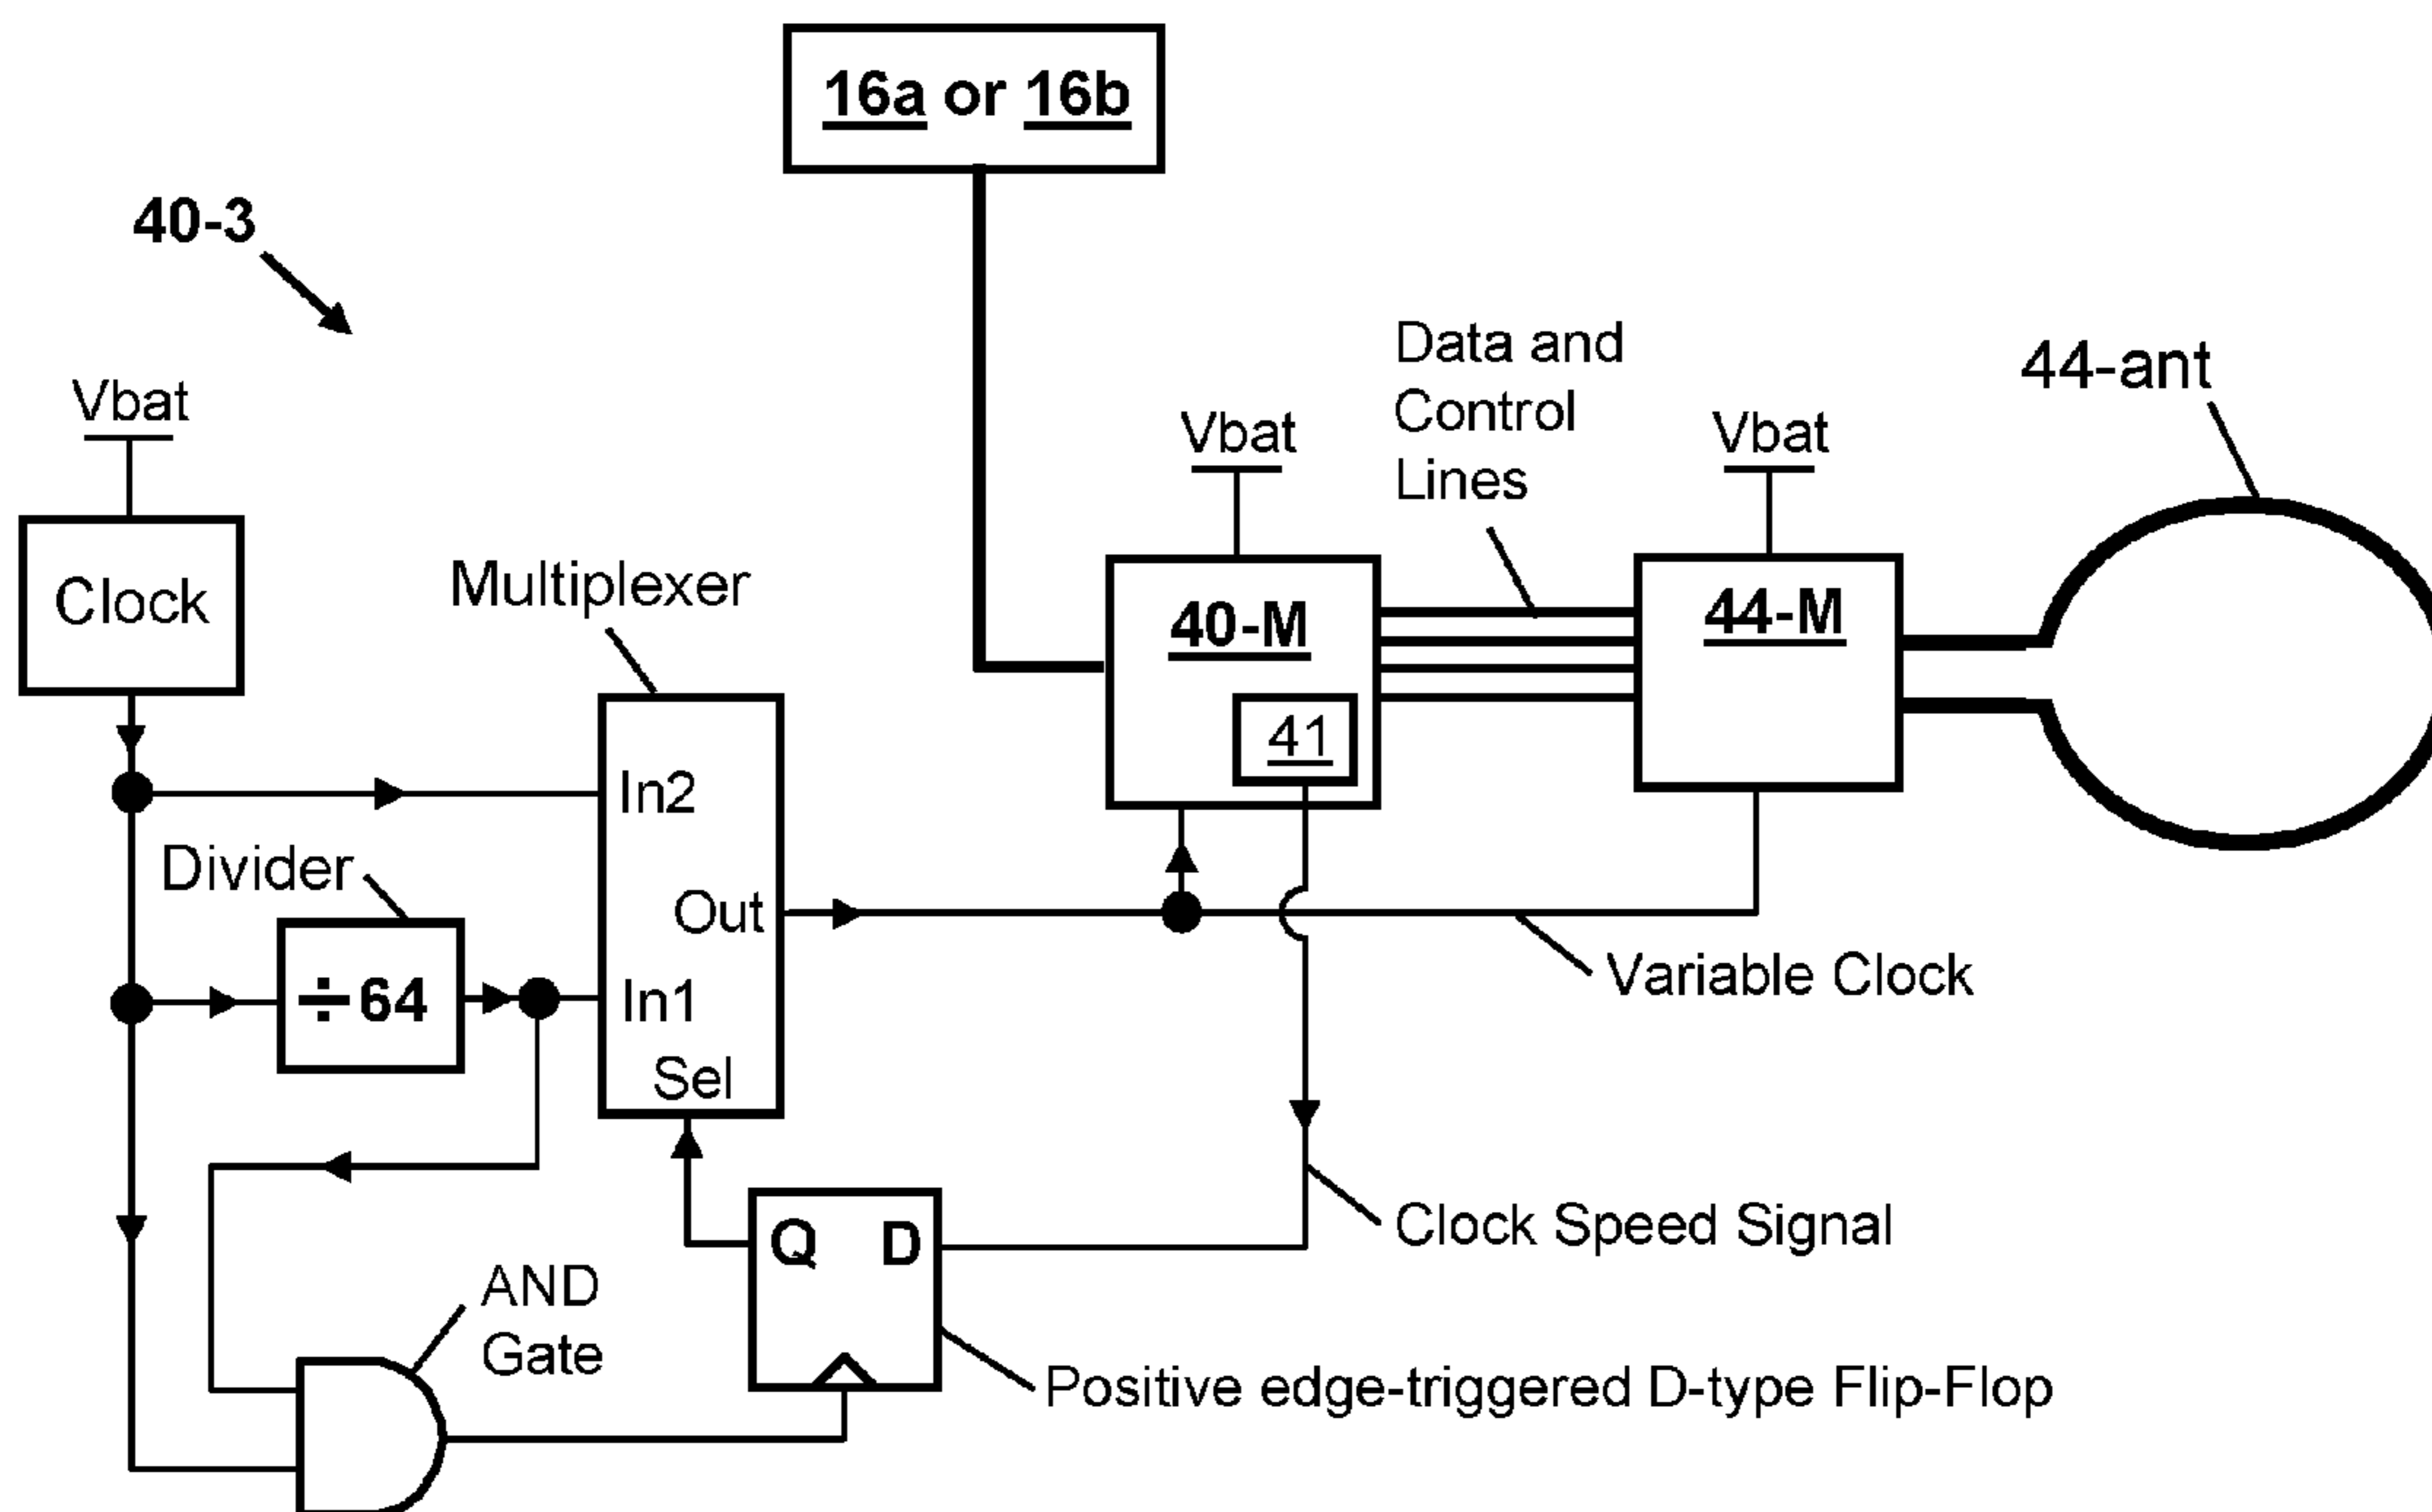 16a or 16b
40-3
Data and
Control
Lines
44-ant
Vbat
Vbat
Vbat
Clock
Multiplexer
40-M
44-M
41
In2
Divider
Out
÷64
In1
Variable Clock
Sel
Q D
Clock Speed Signal
AND
Gate
Positive edge-triggered D-type Flip-Flop